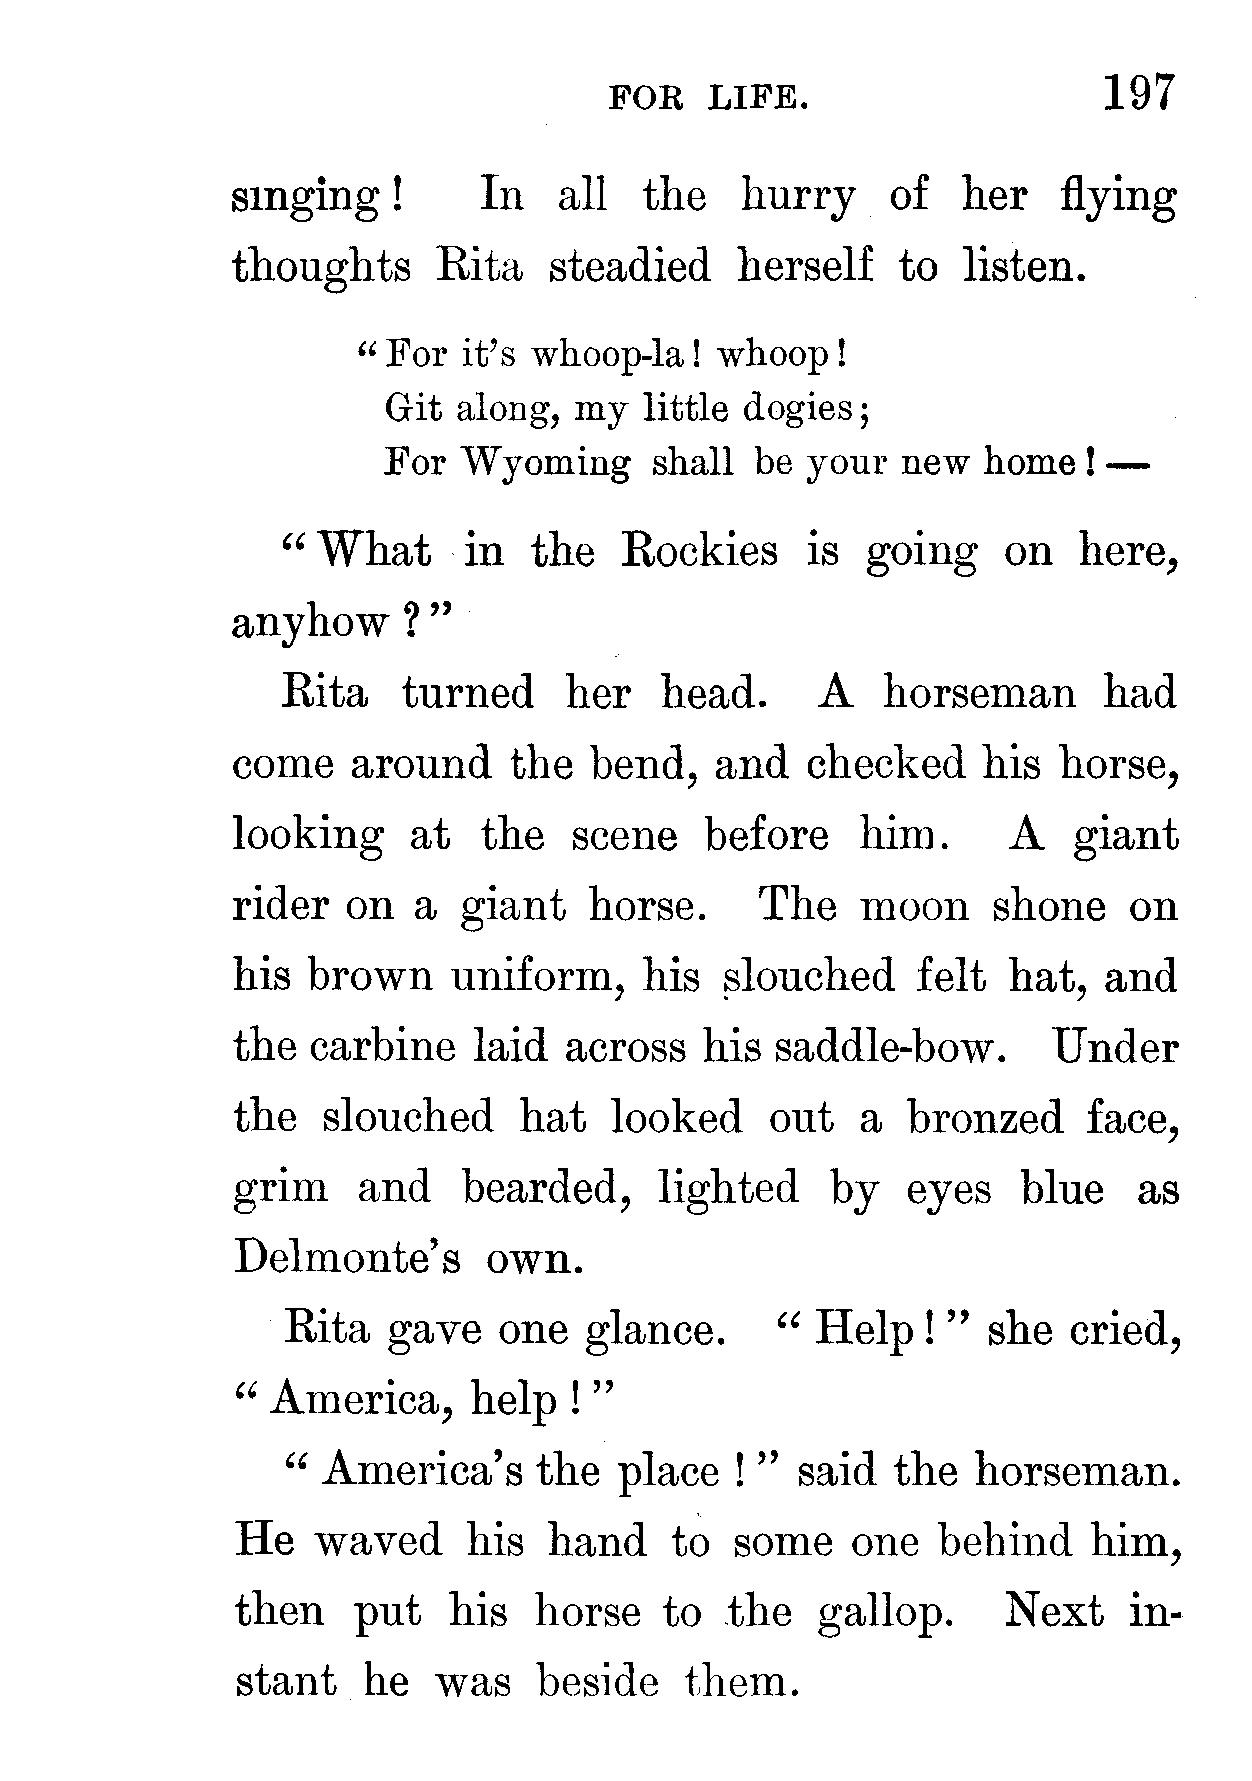 FOR LIFE. 197
singing! In all the hurry of her flying
thoughts Rita steadied herself to listen.
“For it’s whoop-la! whoop!
Git along, my little dogies;
For Wyoming shall be your new home!—
“What in the Rockies is going on here,
anyhow?”
Rita turned her head. A horseman had
come around the bend, and checked his horse,
looking at the scene before him. A giant
rider on a giant horse. The moon shone on
his brown uniform, his slouched felt hat, and
the carbine laid across his saddle-bow. Under
the slouched hat looked out a bronzed face,
grim and bearded, lighted by eyes blue as
Delmonte’s own.
Rita gave one glance. “Help!” she cried,
“America, help!”
“America’s the place!” said the horseman.
He waved his hand to some one behind him,
then put his horse to the gallop. Next in-
stant he was beside them.